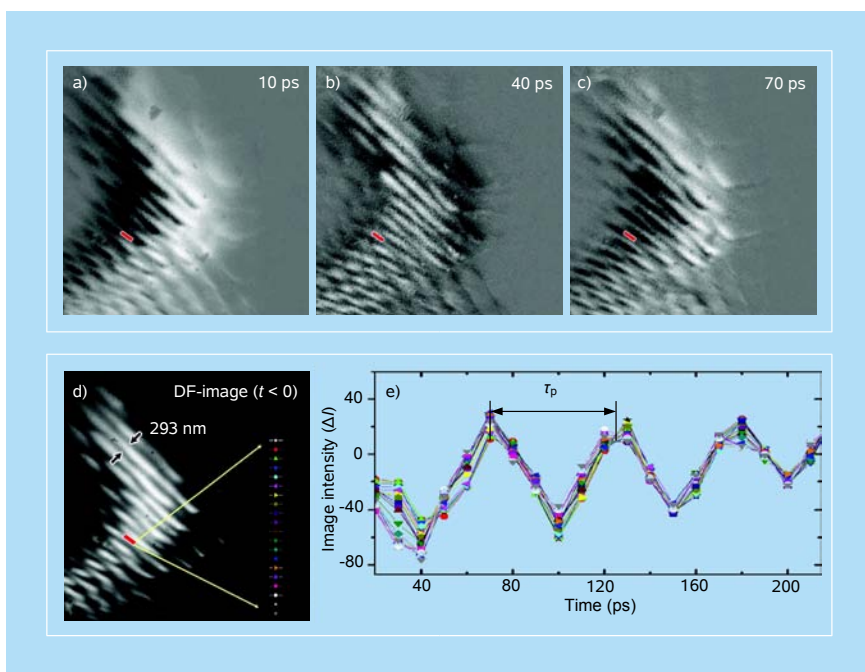 a) 10 ps
b) 40 ps
c) 70 ps
d) DF-image (t < 0)
293 nm
e)
τp
Image intensity (ΔI)
40
0
-40
-80
40 80 120 160 200
Time (ps)